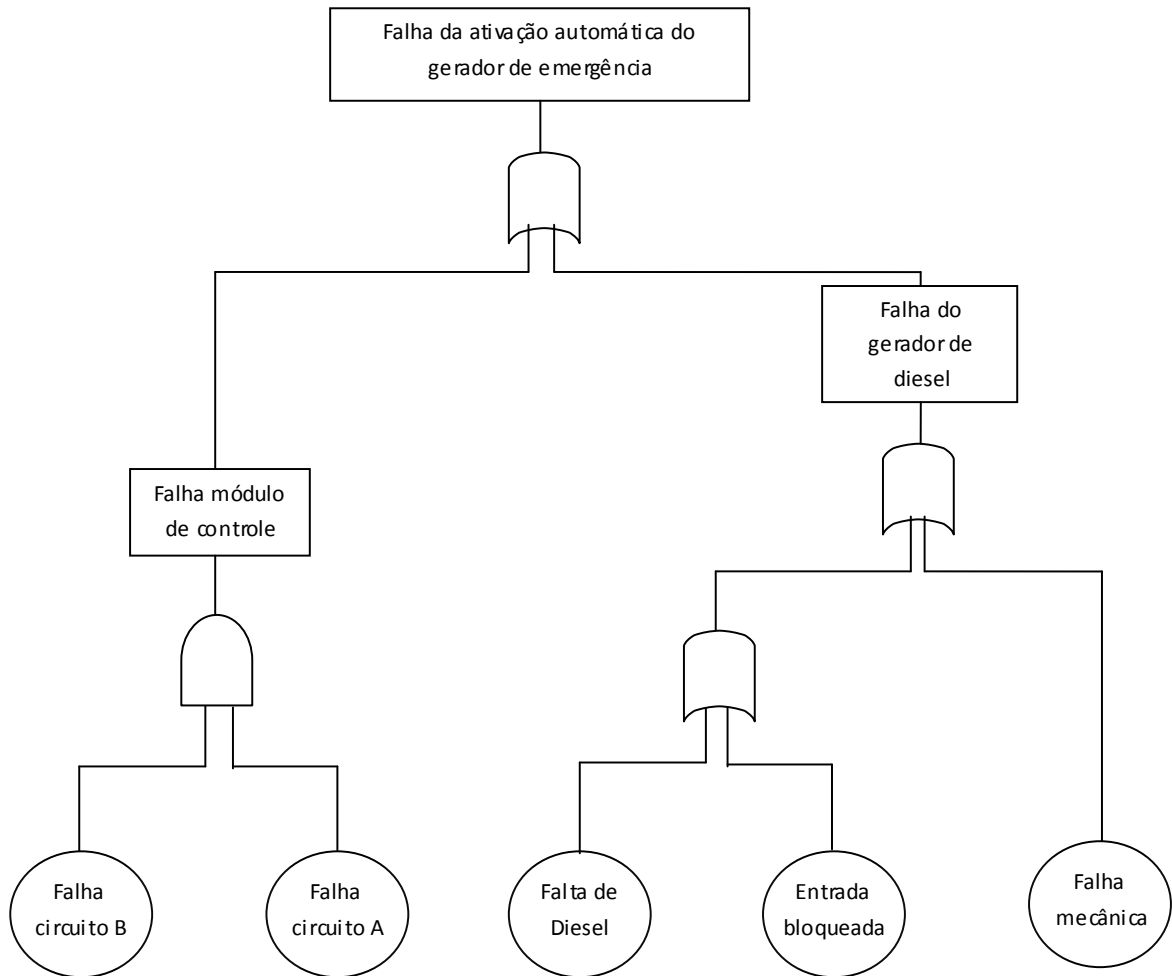 Falha da ativação automática do
gerador de emergência
Falha do
gerador de
diesel
Falha módulo
de controle
Falha
circuito B
Falha
circuito A
Falta de
Diesel
Entrada
bloqueada
Falha
mecânica